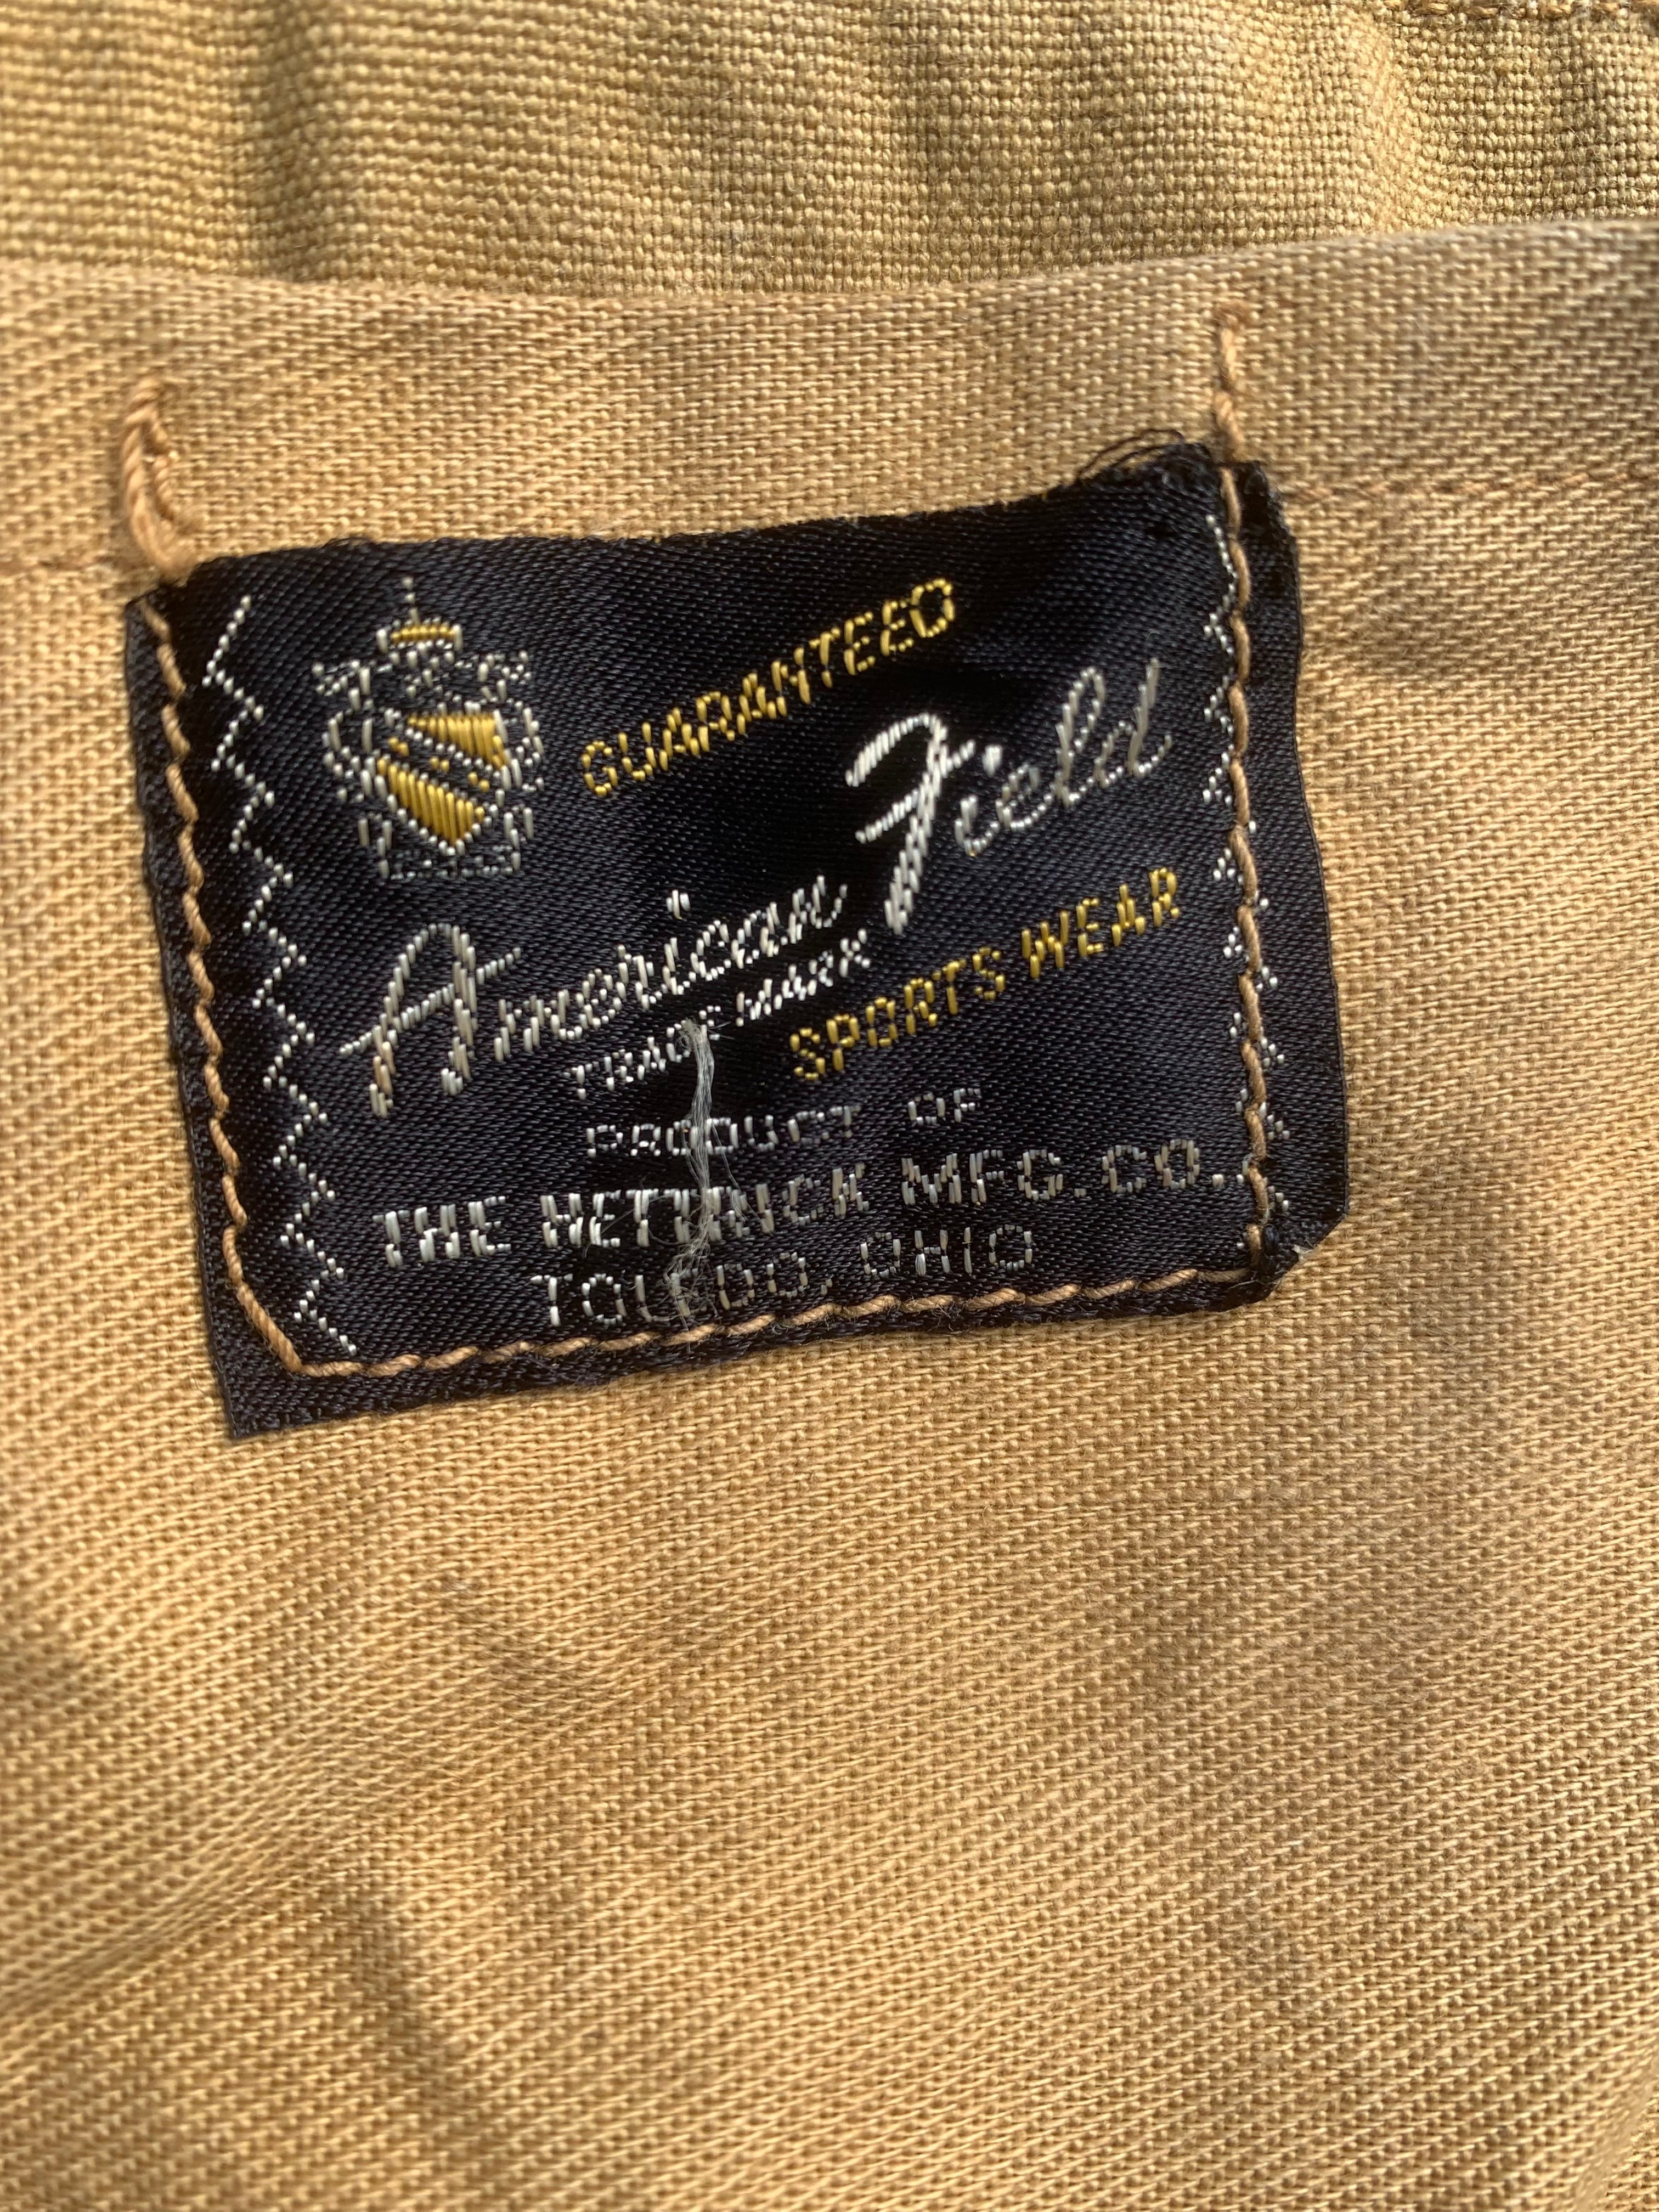 GUARANTEED
American Field
TRADE MARK
SPORTS WEAR
PRODUCT OF
THE HETTRICK MFG. CO.,
TOLEDO, OHIO